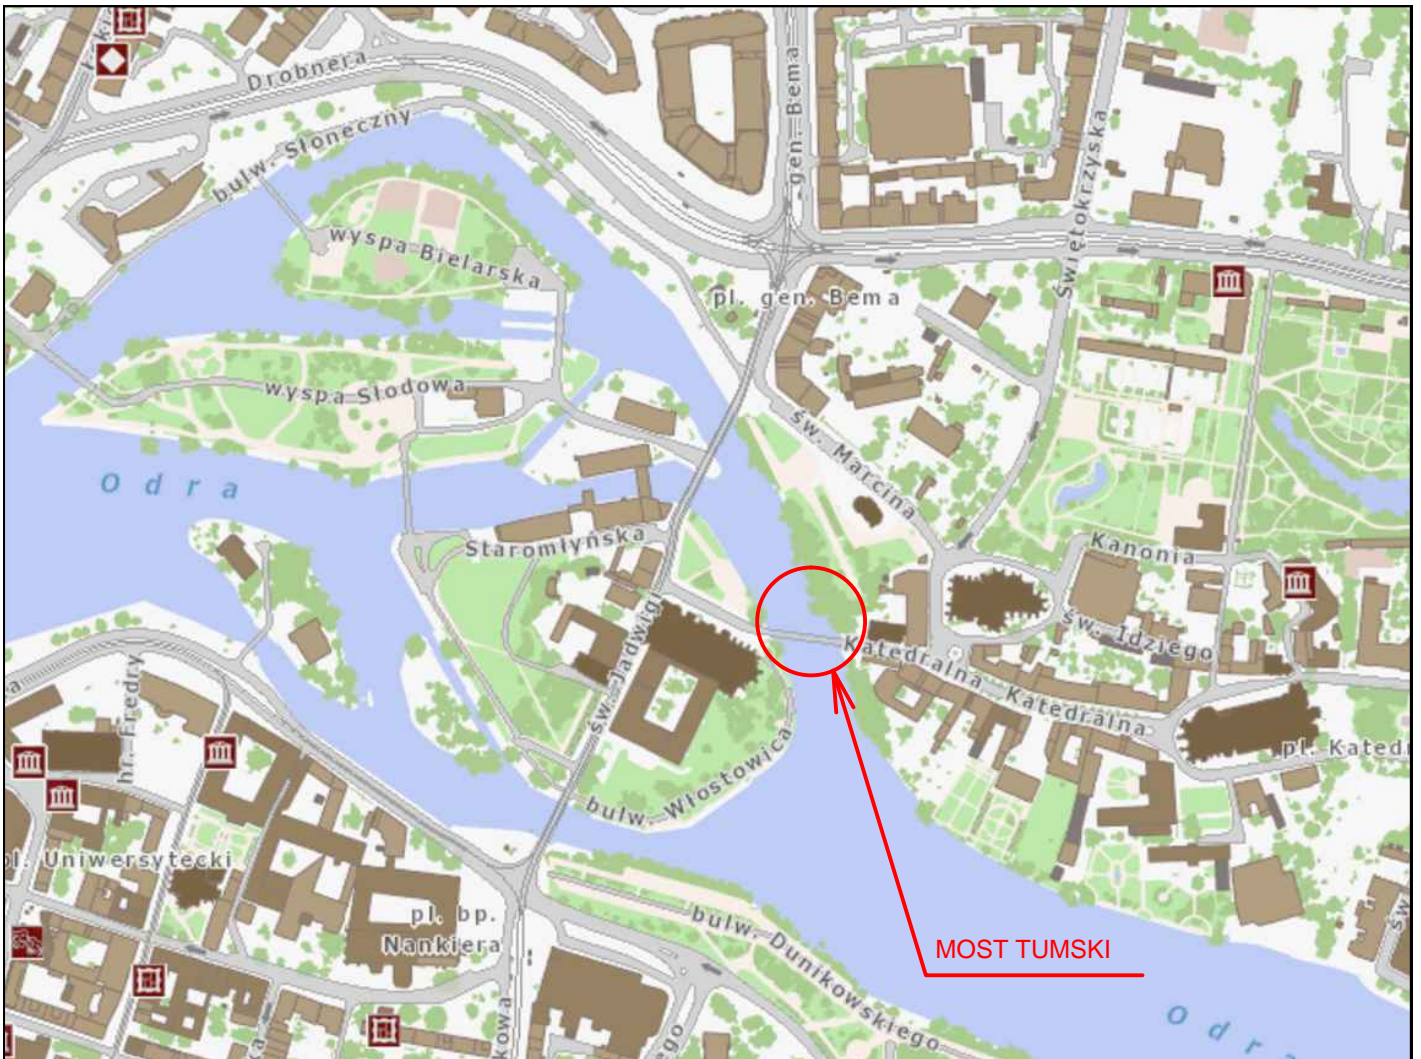 Drobnera
gen. Bema
bulw. Słoneczny
Świętokrzyska
wyspa Bielarska
pl. gen. Bema
wyspa Słodowa
św. Marcina
Odra
Staromłyńska
Kanonia
św. Jadwigi
św. Idziego
Katedralna
Katedralna
hr. Fredry
pl. Katedr
bulw. Włostowica
pl. Uniwersytecki
pl. bp.
Nankiera
bulw. Dunikowskiego
MOST TUMSKI
kowa
św
Odr